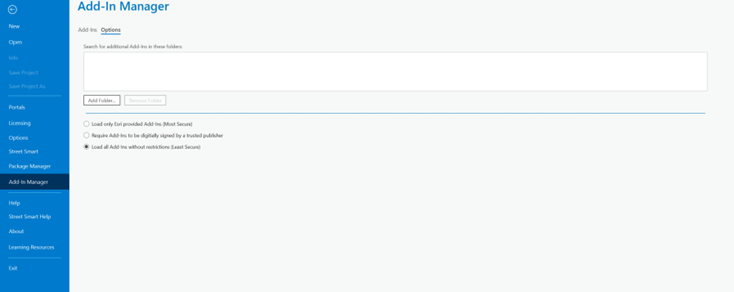 Add-In Manager
New
Open
Info
Save Project
Save Project As
Portals
Licensing
Options
Street Smart
Package Manager
Add-In Manager
Help
Street Smart Help
About
Learning Resources
Exit
Add-Ins Options
Search for additional Add-Ins in these folders:
Add Folder... Remove Folder
Load only Esri provided Add-Ins (Most Secure)
Require Add-Ins to be digitally signed by a trusted publisher
Load all Add-Ins without restrictions (Least Secure)